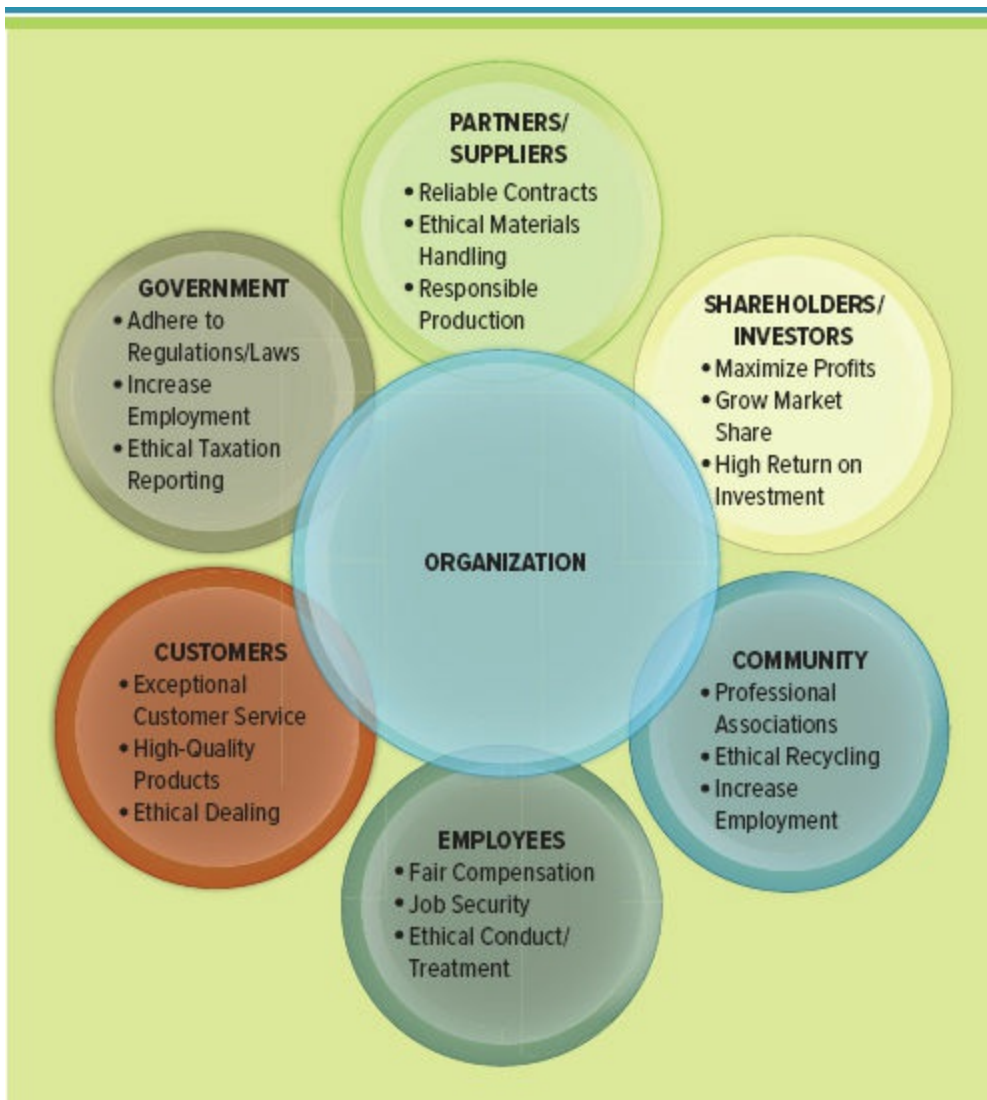 PARTNERS/
SUPPLIERS
• Reliable Contracts
• Ethical Materials
Handling
• Responsible
Production
GOVERNMENT
• Adhere to
Regulations/Laws
• Increase
Employment
• Ethical Taxation
Reporting
SHAREHOLDERS/
INVESTORS
• Maximize Profits
• Grow Market
Share
• High Return on
Investment
ORGANIZATION
CUSTOMERS
• Exceptional
Customer Service
• High-Quality
Products
• Ethical Dealing
COMMUNITY
• Professional
Associations
• Ethical Recycling
• Increase
Employment
EMPLOYEES
• Fair Compensation
• Job Security
• Ethical Conduct/
Treatment